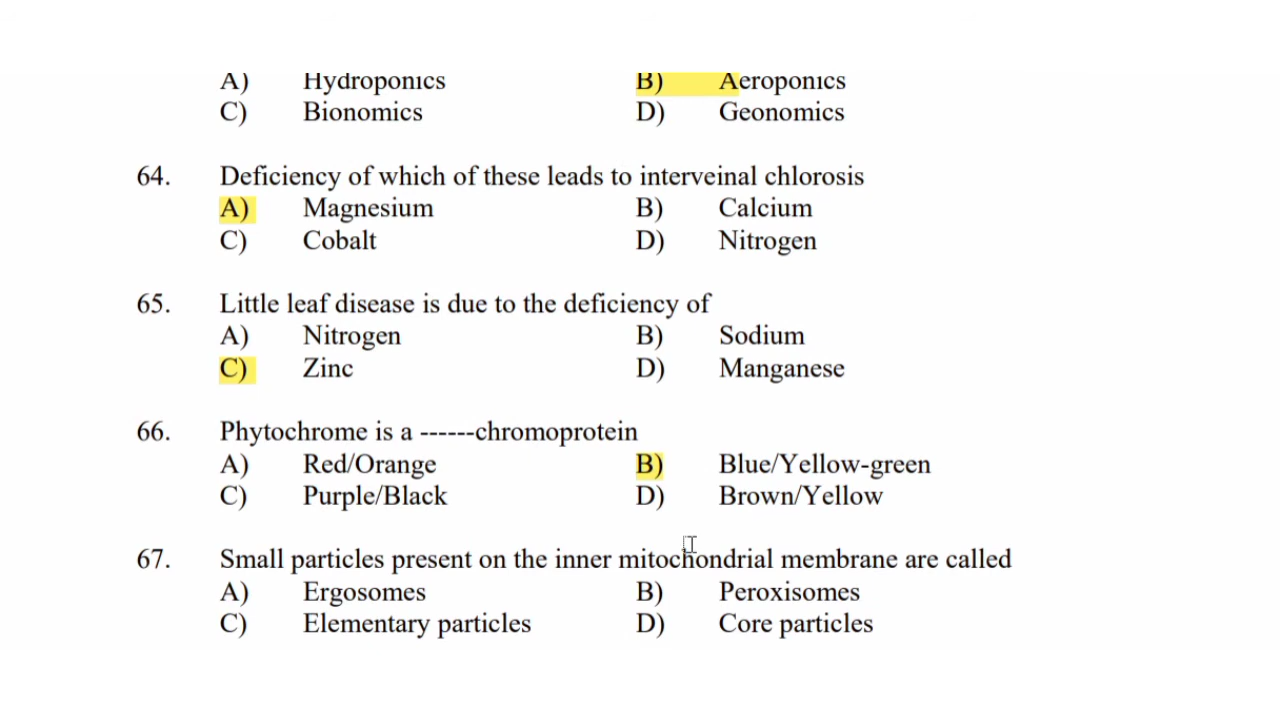 A) Hydroponics B) Aeroponics
C) Bionomics D) Geonomics
64. Deficiency of which of these leads to interveinal chlorosis
A) Magnesium B) Calcium
C) Cobalt D) Nitrogen
65. Little leaf disease is due to the deficiency of
A) Nitrogen B) Sodium
C) Zinc D) Manganese
66. Phytochrome is a ------chromoprotein
A) Red/Orange B) Blue/Yellow-green
C) Purple/Black D) Brown/Yellow
67. Small particles present on the inner mitochondrial membrane are called
A) Ergosomes B) Peroxisomes
C) Elementary particles D) Core particles